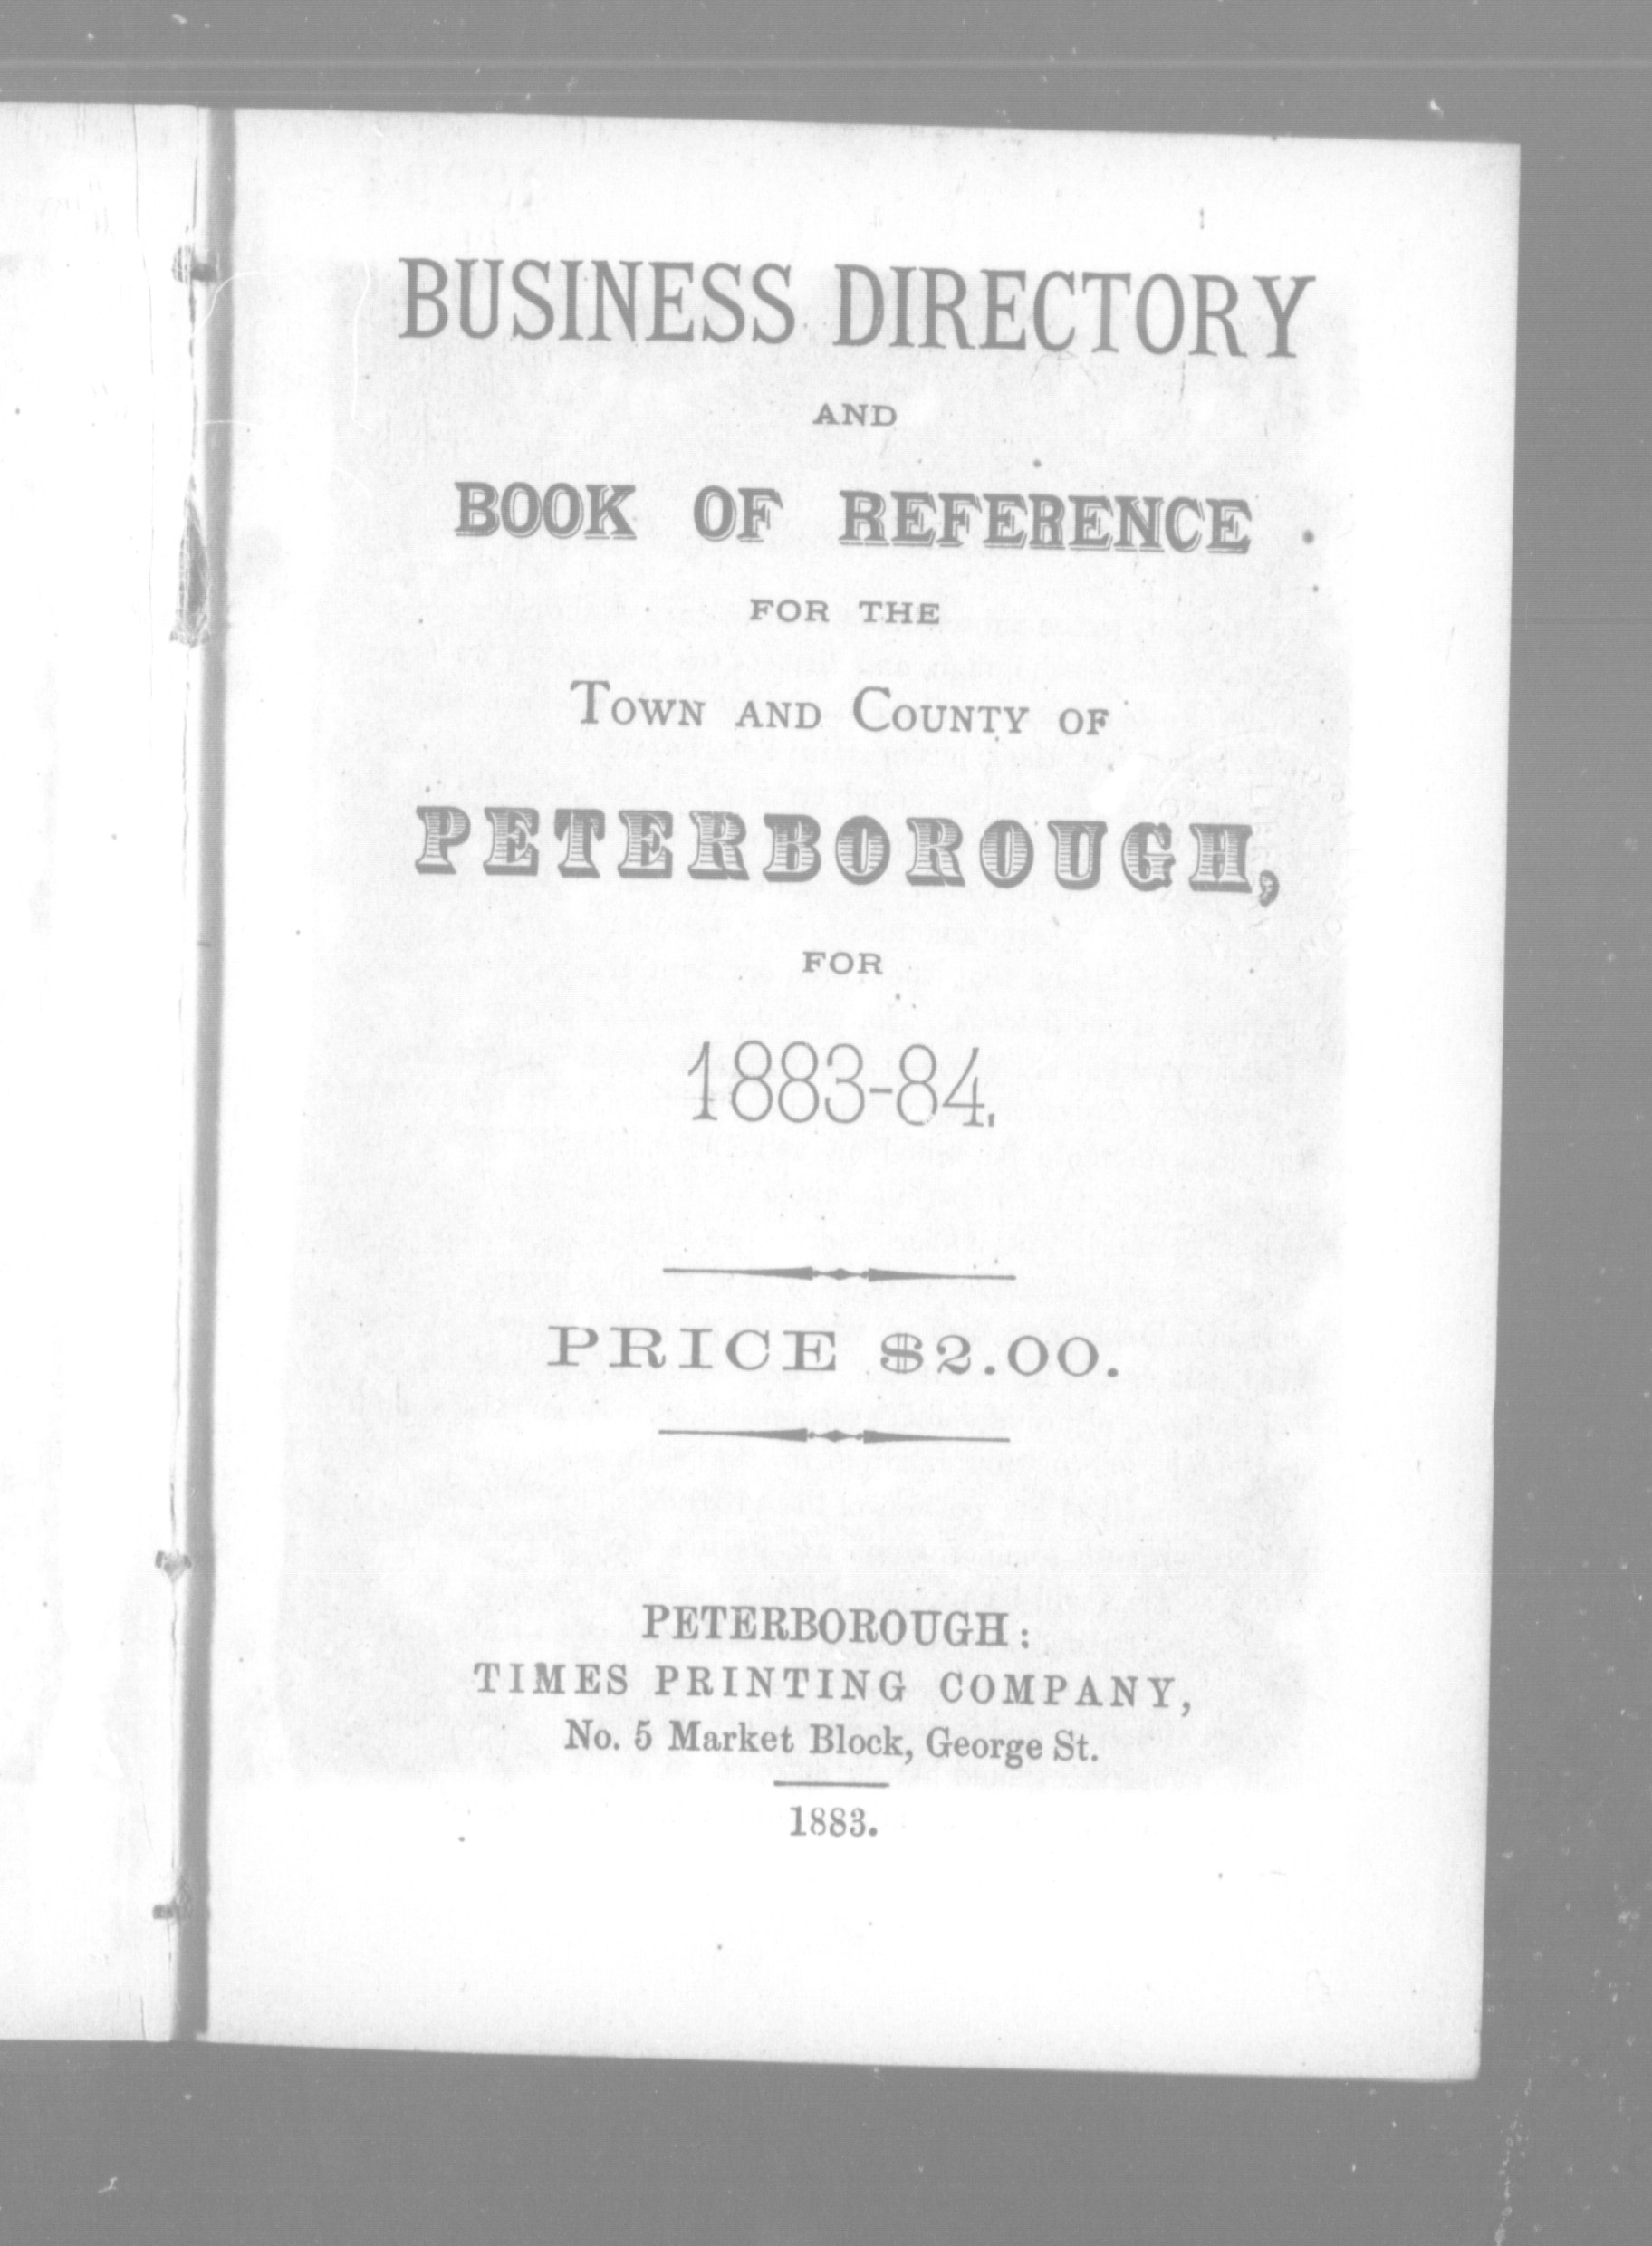 BUSINESS DIRECTORY
AND
BOOK OF REFERENCE
FOR THE
TOWN AND COUNTY OF
PETERBOROUGH,
FOR
1883-84.
PRICE $2.00.
PETERBOROUGH:
TIMES PRINTING COMPANY,
No. 5 Market Block, George St.
1883.